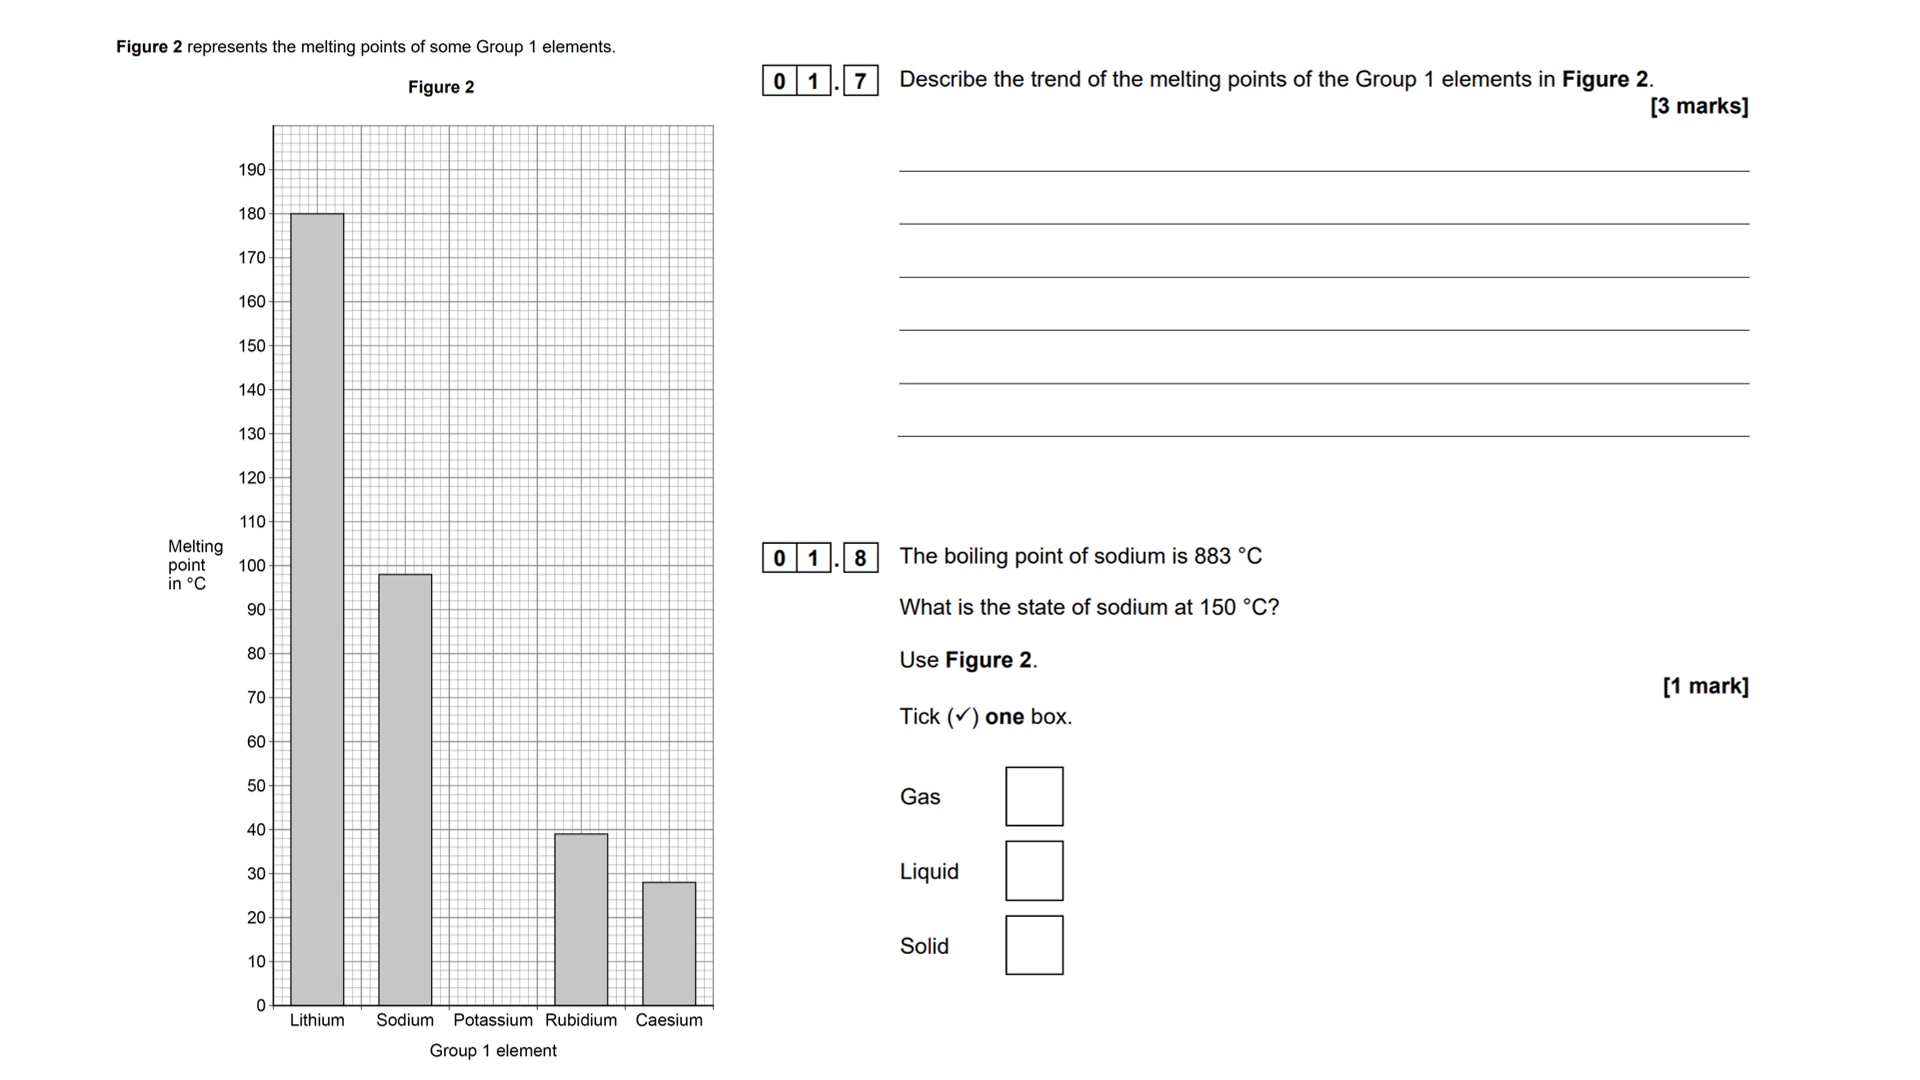 Figure 2 represents the melting points of some Group 1 elements.
Figure 2
190
180
170
160
150
140
130
120
110
100
90
80
70
60
50
40
30
20
10
0
Melting
point
in °C
Lithium Sodium Potassium Rubidium Caesium
Group 1 element
0 1 . 7 Describe the trend of the melting points of the Group 1 elements in Figure 2.
[3 marks]
0 1 . 8 The boiling point of sodium is 883 °C
What is the state of sodium at 150 °C?
Use Figure 2.
[1 mark]
Tick (✓) one box.
Gas
Liquid
Solid